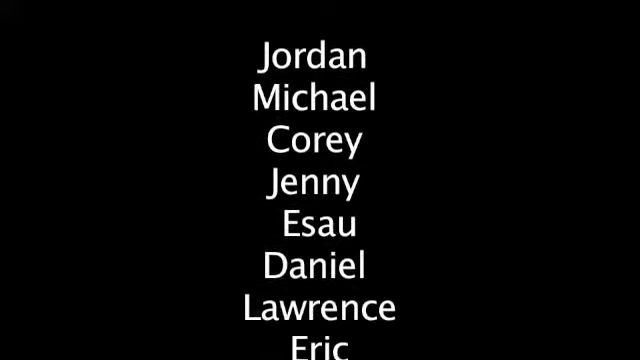 Jordan
Michael
Corey
Jenny
Esau
Daniel
Lawrence
Eric